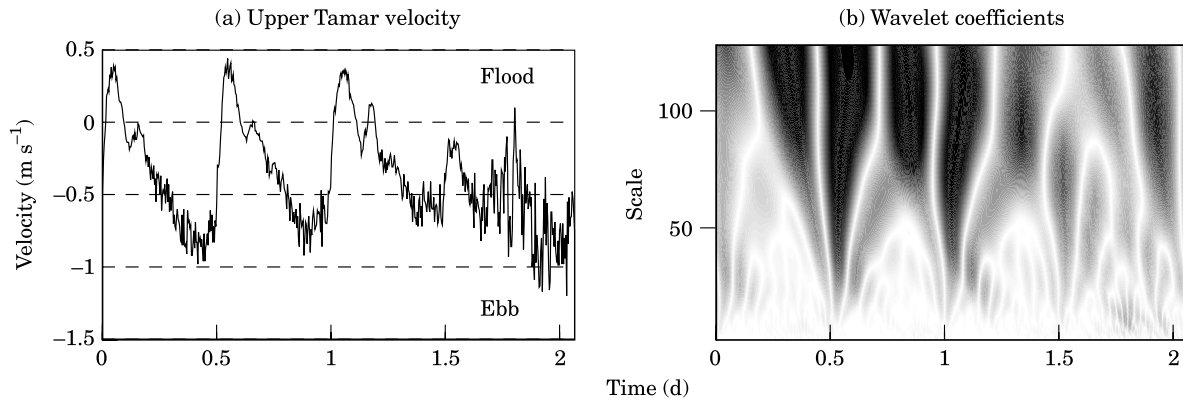 (a) Upper Tamar velocity
0.5
0
−0.5
−1
−1.5
Velocity (m s⁻¹)
Flood
Ebb
0 0.5 1 1.5 2
(b) Wavelet coefficients
100
50
Scale
0 0.5 1 1.5 2
Time (d)